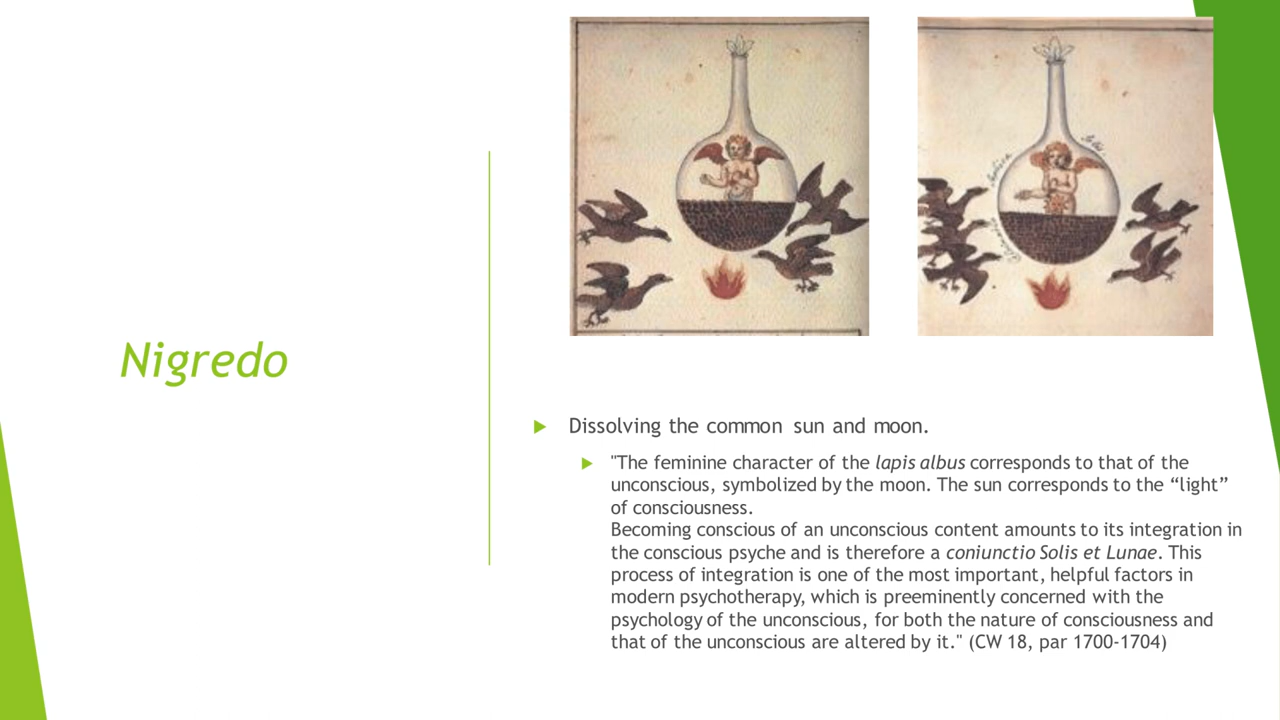 Nigredo
Dissolving the common sun and moon.
"The feminine character of the lapis albus corresponds to that of the
unconscious, symbolized by the moon. The sun corresponds to the “light”
of consciousness.
Becoming conscious of an unconscious content amounts to its integration in
the conscious psyche and is therefore a coniunctio Solis et Lunae. This
process of integration is one of the most important, helpful factors in
modern psychotherapy, which is preeminently concerned with the
psychology of the unconscious, for both the nature of consciousness and
that of the unconscious are altered by it." (CW 18, par 1700-1704)